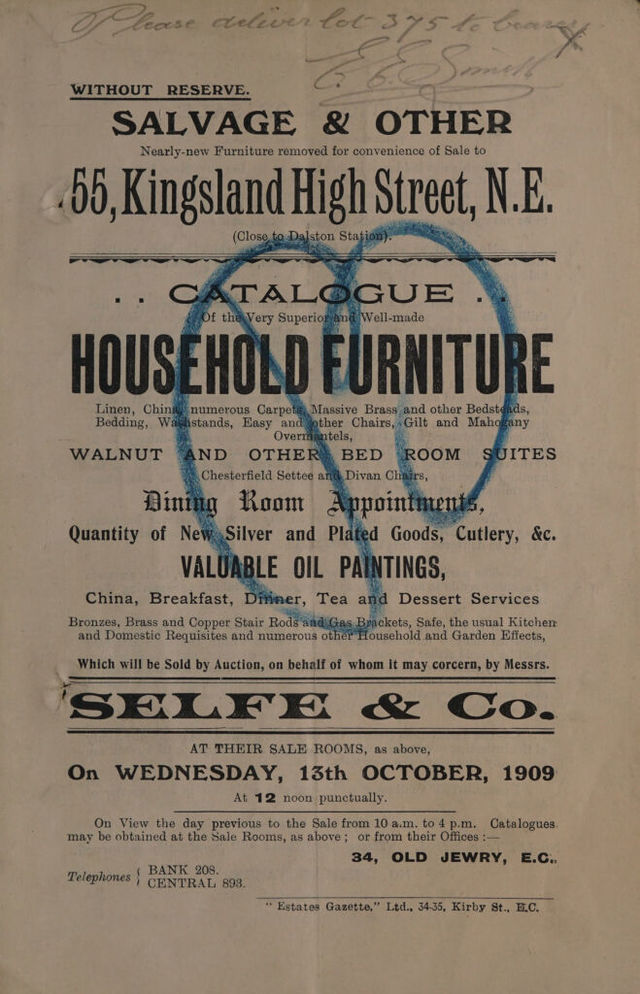 Please deliver lot 375 to bearer
WITHOUT RESERVE.
SALVAGE & OTHER
Nearly-new Furniture removed for convenience of Sale to
55, Kingsland High Street, N.E.
(Close to Dalston Station).
. . CATALOGUE . .
Of the Very Superior and Well-made
HOUSEHOLD FURNITURE
Linen, China, numerous Carpets, Massive Brass and other Bedsteads,
Bedding, Washstands, Easy and other Chairs, Gilt and Mahogany
Overmantels,
WALNUT AND OTHER BED ROOM SUITES
Chesterfield Settee and Divan Chairs,
Dining Room Appointments,
Quantity of New Silver and Plated Goods, Cutlery, &c.
VALUABLE OIL PAINTINGS,
China, Breakfast, Dinner, Tea and Dessert Services
Bronzes, Brass and Copper Stair Rods and Gas Brackets, Safe, the usual Kitchen
and Domestic Requisites and numerous other Household and Garden Effects,
Which will be Sold by Auction, on behalf of whom it may corcern, by Messrs.
SELFE & Co.
AT THEIR SALE ROOMS, as above,
On WEDNESDAY, 13th OCTOBER, 1909
At 12 noon punctually.
On View the day previous to the Sale from 10 a.m. to 4 p.m. Catalogues
may be obtained at the Sale Rooms, as above; or from their Offices :—
34, OLD JEWRY, E.C.
Telephones { BANK 208.
CENTRAL 893.
" Estates Gazette," Ltd., 34-35, Kirby St., E.C.